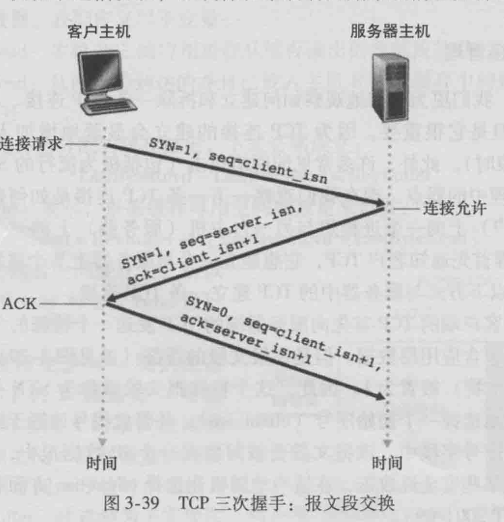 客户主机
服务器主机
连接请求
SYN=1, seq=client_isn
连接允许
SYN=1, seq=server_isn,
ack=client_isn+1
ACK
SYN=0, seq=client_isn+1,
ack=server_isn+1
时间
时间
图 3-39 TCP 三次握手：报文段交换